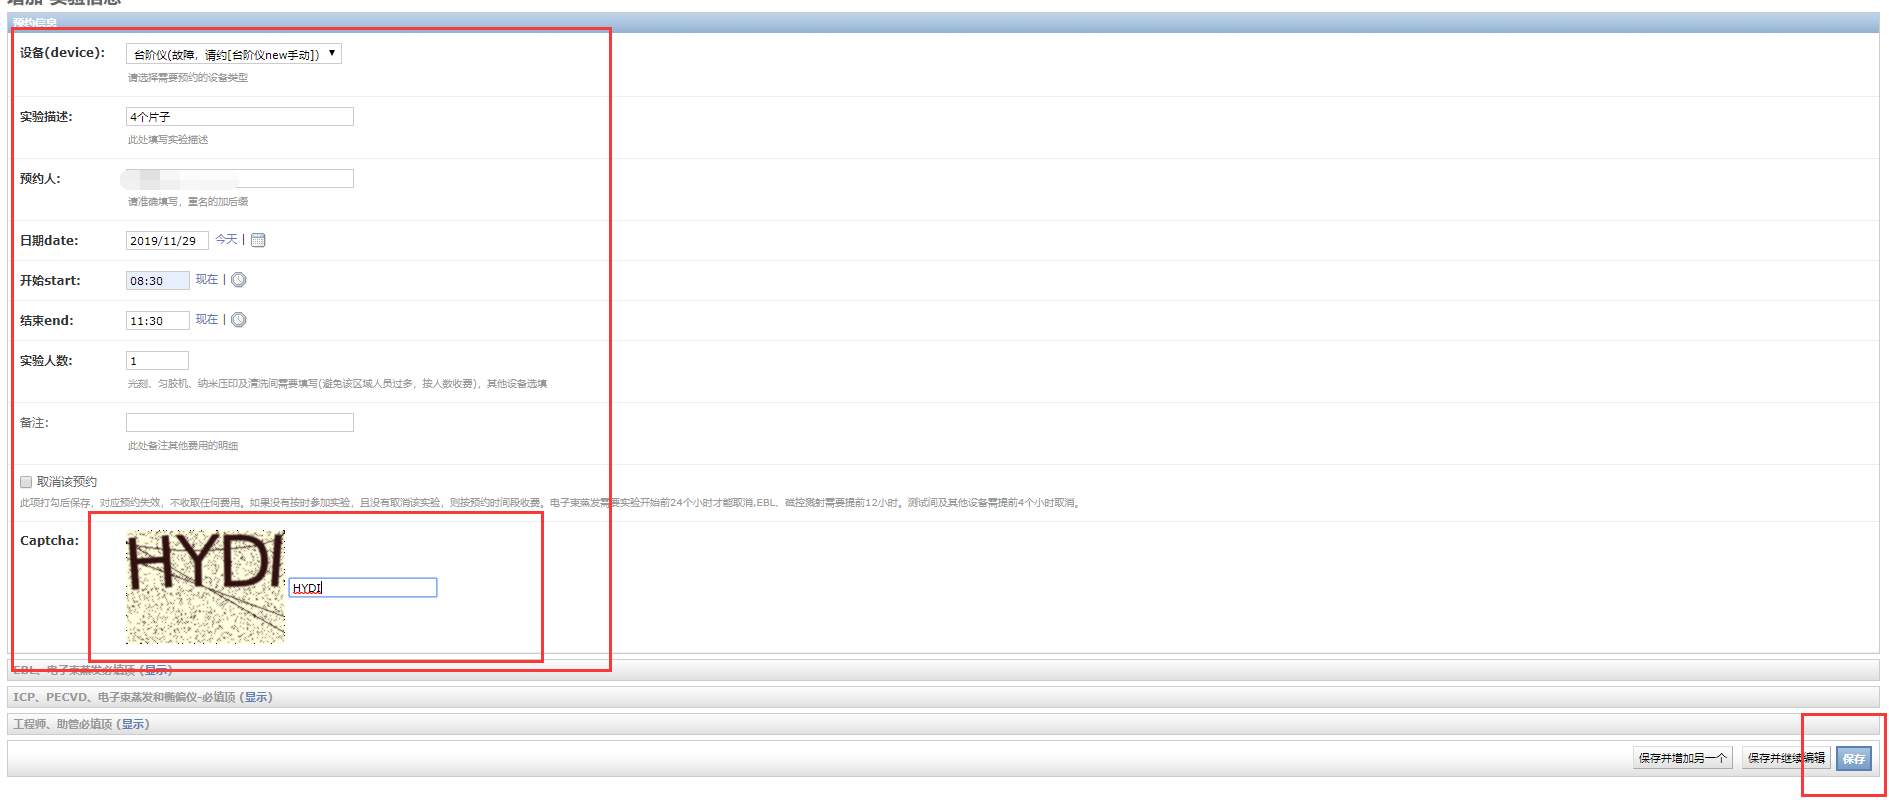 增加 实验信息
预约信息
设备(device): 台阶仪(故障，请约[台阶仪new手动])
请选择需要预约的设备类型
实验描述: 4个片子
此处填写实验描述
预约人:
请准确填写，重名的加后缀
日期date: 2019/11/29 今天 |
开始start: 08:30 现在 |
结束end: 11:30 现在 |
实验人数: 1
光刻、匀胶机、纳米压印及清洗间需要填写(避免该区域人员过多，按人数收费)，其他设备选填
备注:
此处备注其他费用的明细
取消该预约
此项打勾后保存，对应预约失效，不收取任何费用。如果没有按时参加实验，且没有取消该实验，则按预约时间段收费。电子束蒸发需要实验开始前24个小时才能取消,EBL、磁控溅射需要提前12小时。测试间及其他设备需提前4个小时取消。
Captcha: HYDI HYDI
EBL、电子束蒸发必填项 (显示)
ICP、PECVD、电子束蒸发和椭偏仪-必填项 (显示)
工程师、助管必填项 (显示)
保存并增加另一个 保存并继续编辑 保存